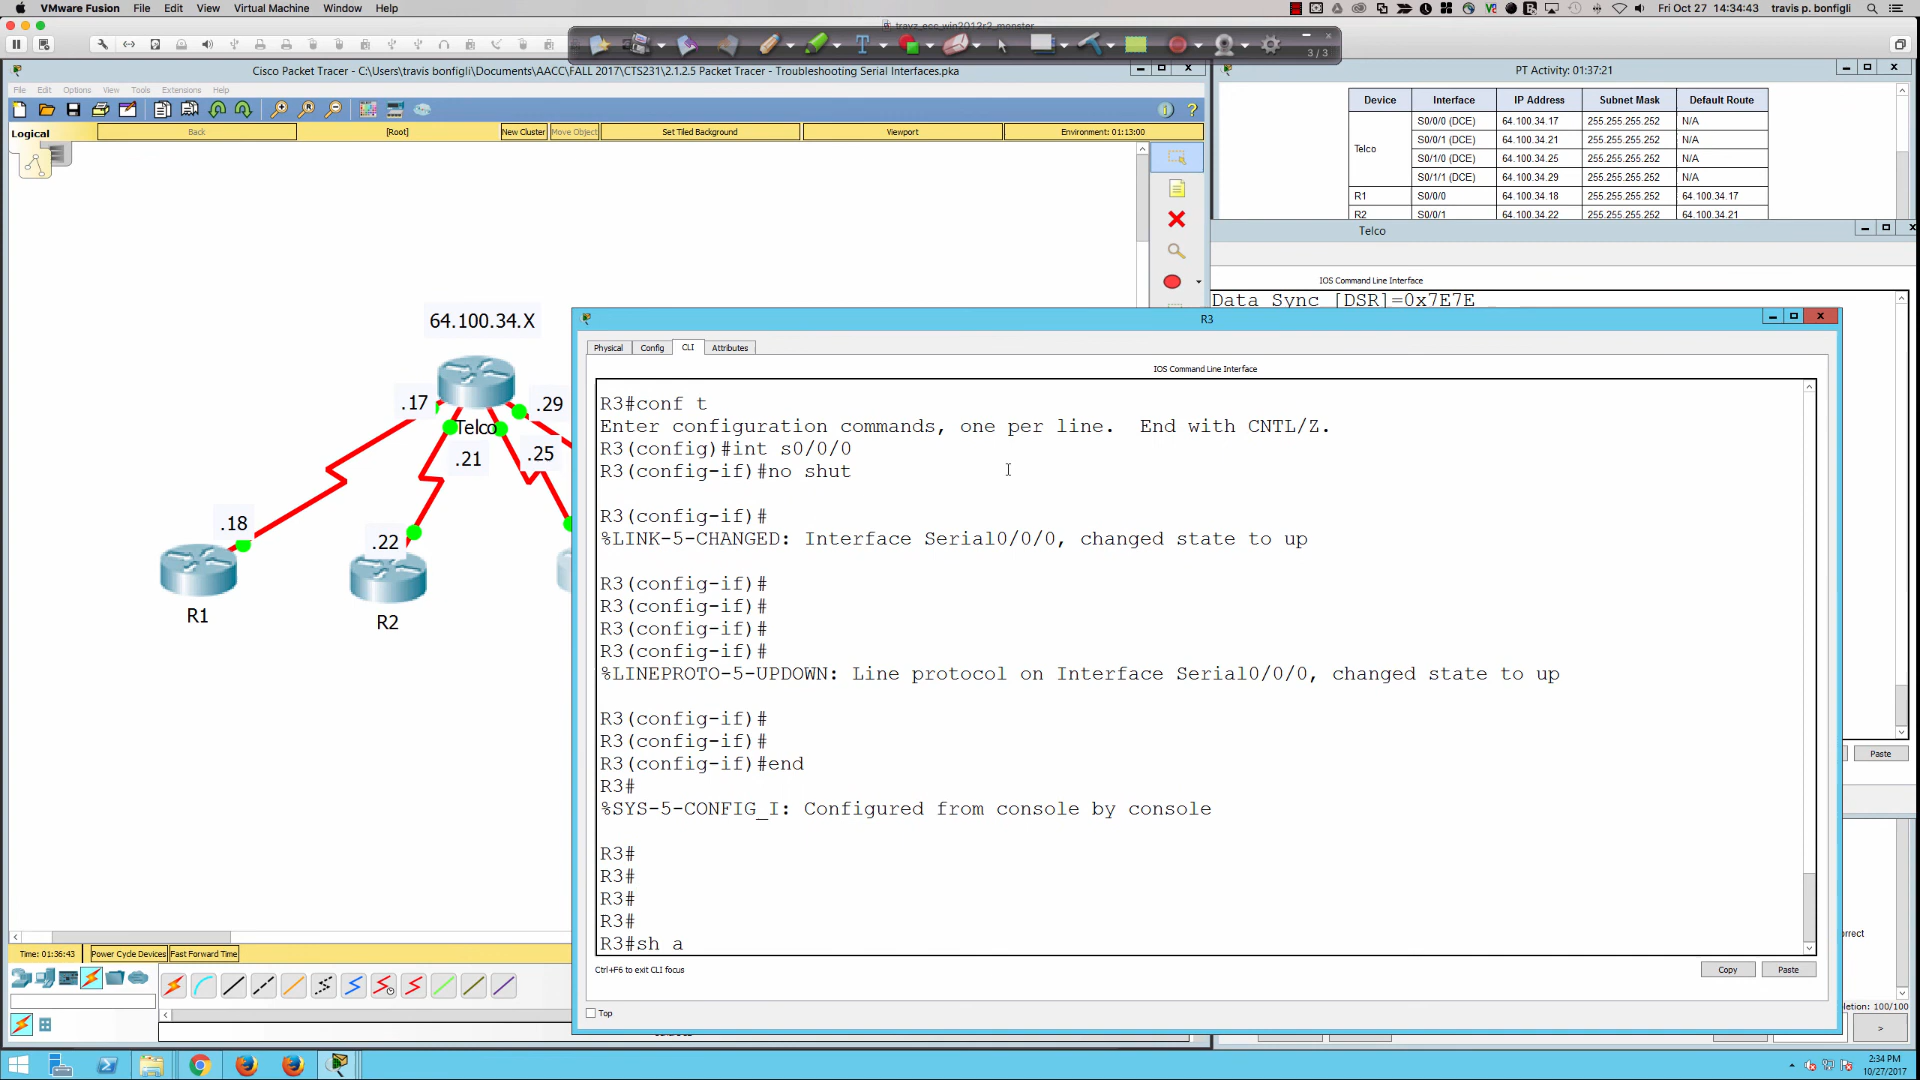 VMware Fusion File Edit View Virtual Machine Window Help
Fri Oct 27 14:34:43 travis p. bonfigli
travz_ecc_win2012r2_monster
3 / 3
Cisco Packet Tracer - C:\Users\travis bonfigli\Documents\AACC\FALL 2017\CTS231\2.1.2.5 Packet Tracer - Troubleshooting Serial Interfaces.pka
File Edit Options View Tools Extensions Help
Logical Back [Root] New Cluster Move Object Set Tiled Background Viewport Environment: 01:13:00
PT Activity: 01:37:21
Device Interface IP Address Subnet Mask Default Route
Telco
S0/0/0 (DCE) 64.100.34.17 255.255.255.252 N/A
S0/0/1 (DCE) 64.100.34.21 255.255.255.252 N/A
S0/1/0 (DCE) 64.100.34.25 255.255.255.252 N/A
S0/1/1 (DCE) 64.100.34.29 255.255.255.252 N/A
R1 S0/0/0 64.100.34.18 255.255.255.252 64.100.34.17
R2 S0/0/1 64.100.34.22 255.255.255.252 64.100.34.21
Telco
IOS Command Line Interface
Data Sync [DSR]=0x7E7E
64.100.34.X
.17
.29
Telco
.21
.25
.18
.22
R1
R2
R3
Physical Config CLI Attributes
IOS Command Line Interface
R3#conf t
Enter configuration commands, one per line. End with CNTL/Z.
R3(config)#int s0/0/0
R3(config-if)#no shut
R3(config-if)#
%LINK-5-CHANGED: Interface Serial0/0/0, changed state to up
R3(config-if)#
R3(config-if)#
R3(config-if)#
R3(config-if)#
%LINEPROTO-5-UPDOWN: Line protocol on Interface Serial0/0/0, changed state to up
R3(config-if)#
R3(config-if)#
R3(config-if)#end
R3#
%SYS-5-CONFIG_I: Configured from console by console
R3#
R3#
R3#
R3#
R3#sh a
Ctrl+F6 to exit CLI focus
Copy Paste
Top
Paste
Time: 01:36:43 Power Cycle Devices Fast Forward Time
100/100
>
2:34 PM
10/27/2017